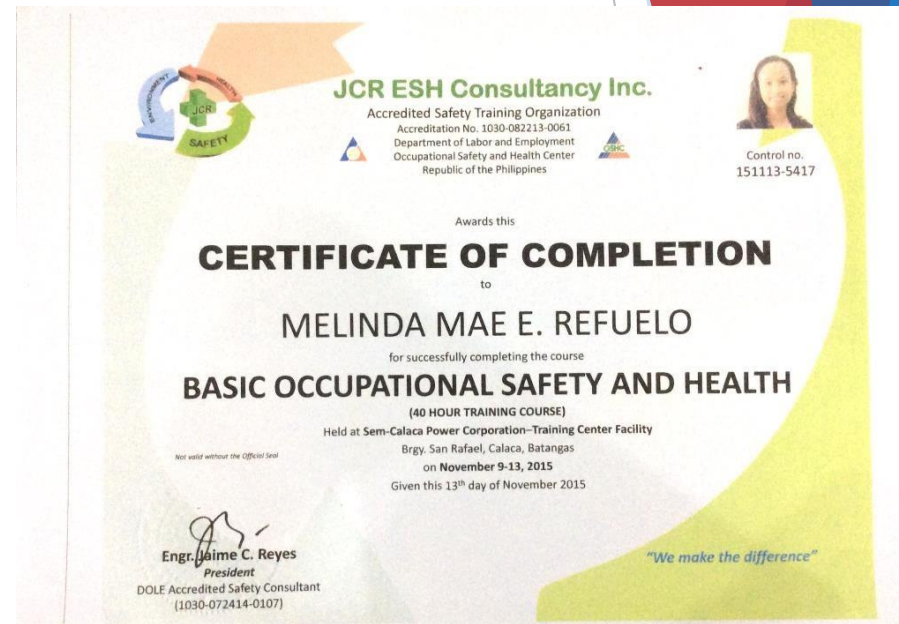 ENVIRONMENT
HEALTH
JCR
SAFETY
JCR ESH Consultancy Inc.
Accredited Safety Training Organization
Accreditation No. 1030-082213-0061
Department of Labor and Employment
Occupational Safety and Health Center
Republic of the Philippines
OSHC
Control no.
151113-5417
Awards this
CERTIFICATE OF COMPLETION
to
MELINDA MAE E. REFUELO
for successfully completing the course
BASIC OCCUPATIONAL SAFETY AND HEALTH
(40 HOUR TRAINING COURSE)
Held at Sem-Calaca Power Corporation–Training Center Facility
Brgy. San Rafael, Calaca, Batangas
on November 9-13, 2015
Given this 13th day of November 2015
Not valid without the Official Seal
Engr. Jaime C. Reyes
President
DOLE Accredited Safety Consultant
(1030-072414-0107)
"We make the difference"